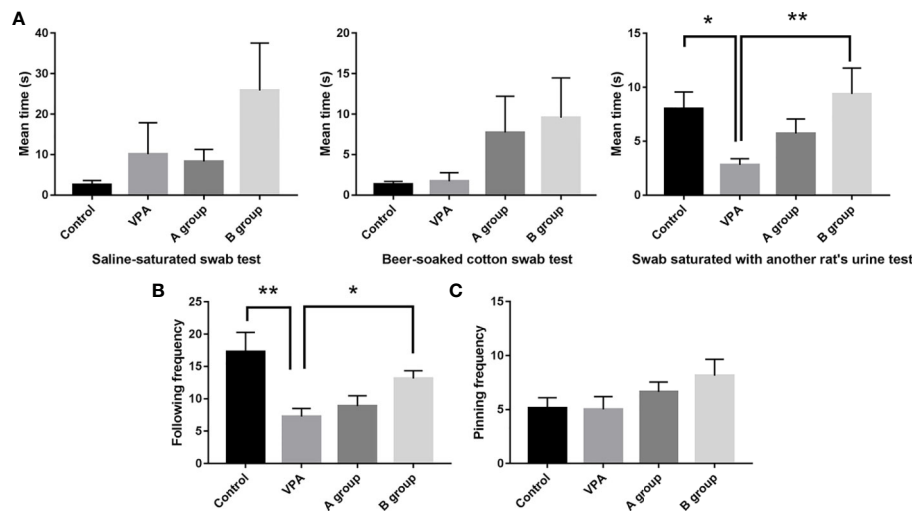 A
Mean time (s)
40
30
20
10
0
Control
VPA
A group
B group
Saline-saturated swab test
Mean time (s)
20
15
10
5
0
Control
VPA
A group
B group
Beer-soaked cotton swab test
Mean time (s)
15
10
5
0
*
**
Control
VPA
A group
B group
Swab saturated with another rat's urine test
B
Following frequency
25
20
15
10
5
0
**
*
Control
VPA
A group
B group
C
Pinning frequency
15
10
5
0
Control
VPA
A group
B group